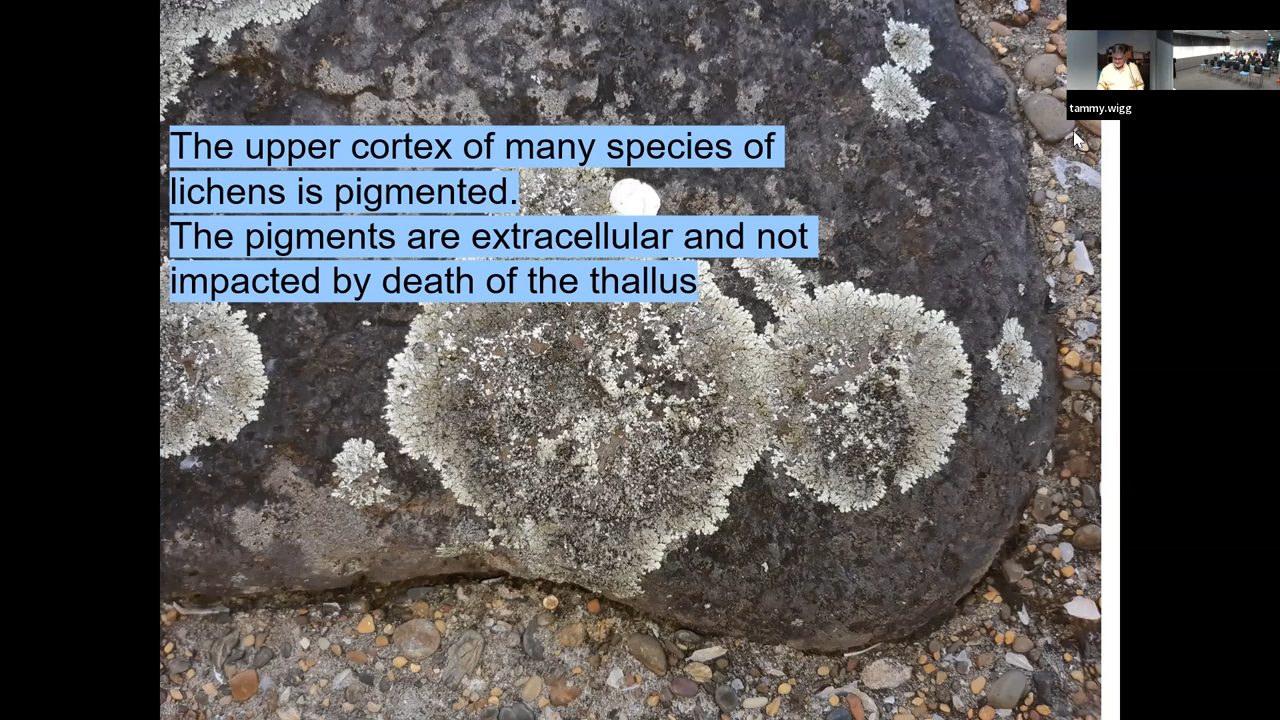 The upper cortex of many species of
lichens is pigmented.
The pigments are extracellular and not
impacted by death of the thallus
tammy.wigg